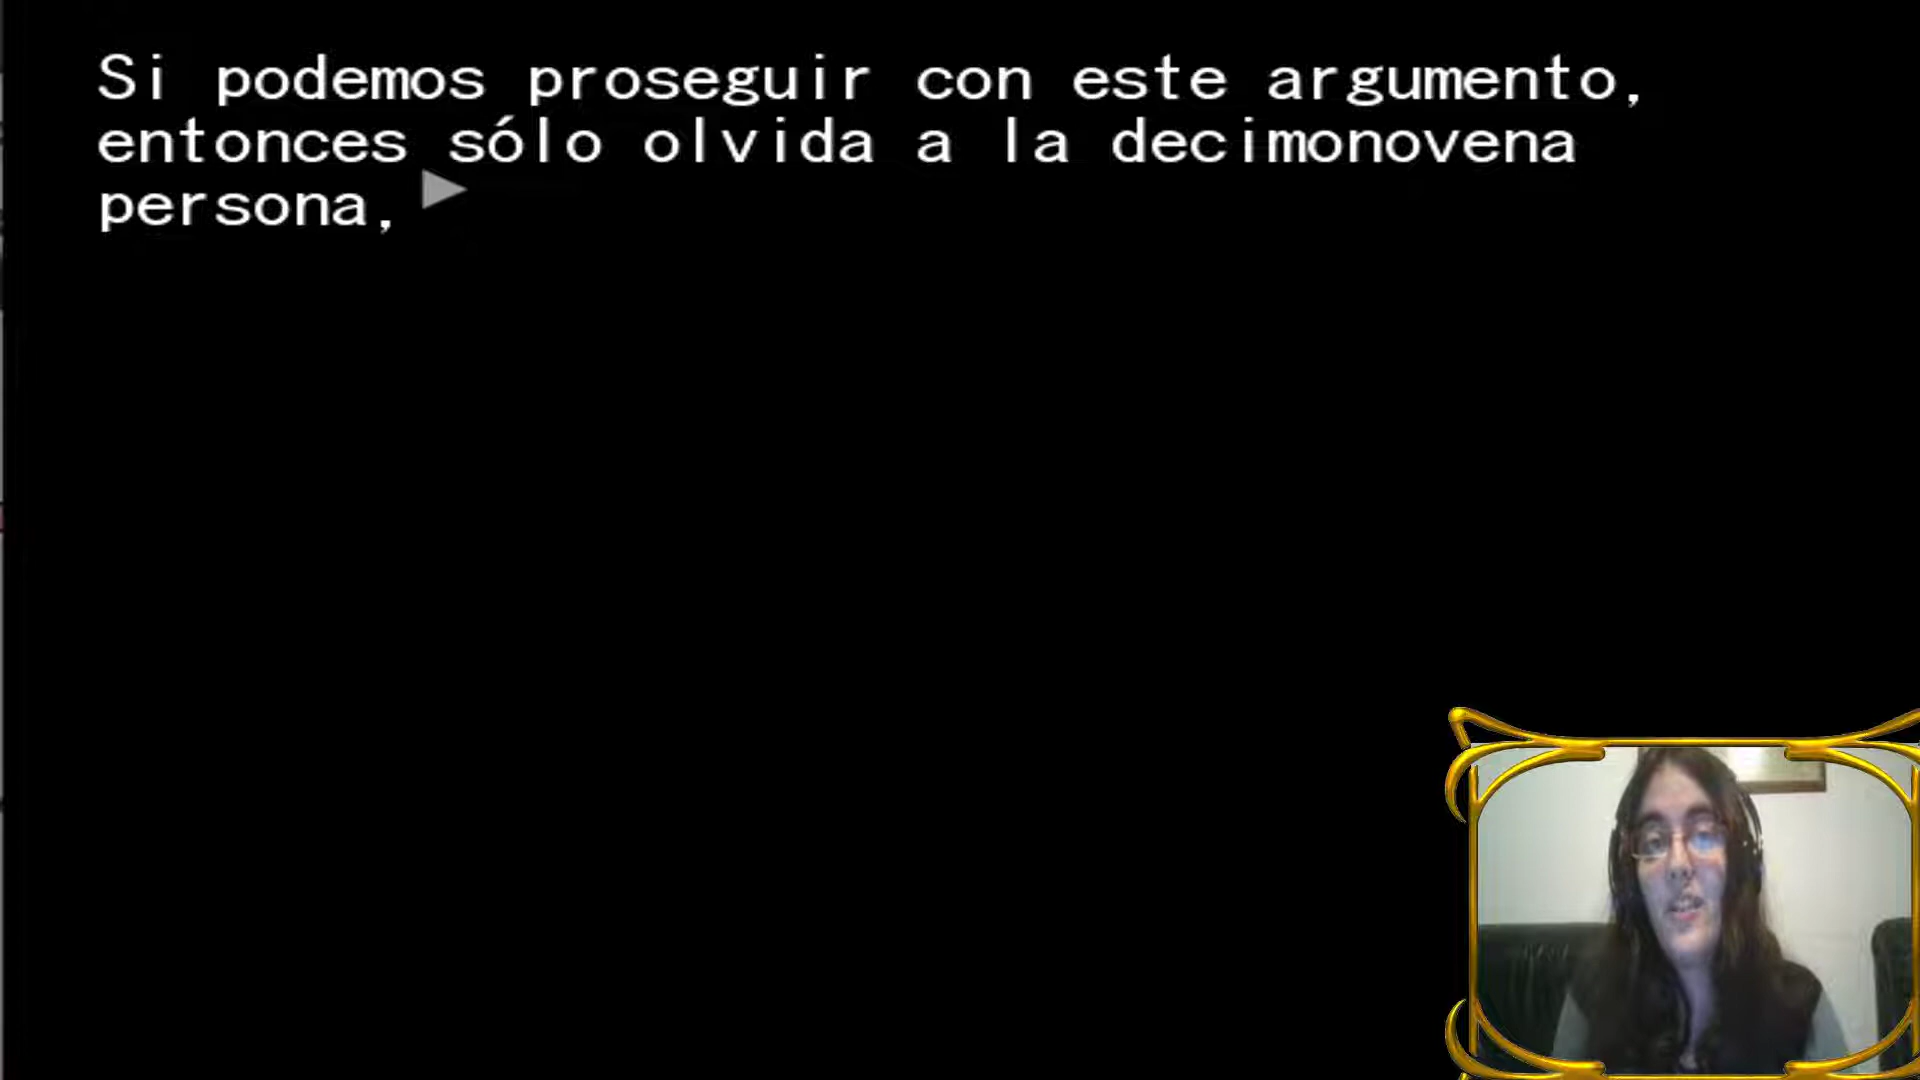 Si podemos proseguir con este argumento,
entonces sólo olvida a la decimonovena
persona,